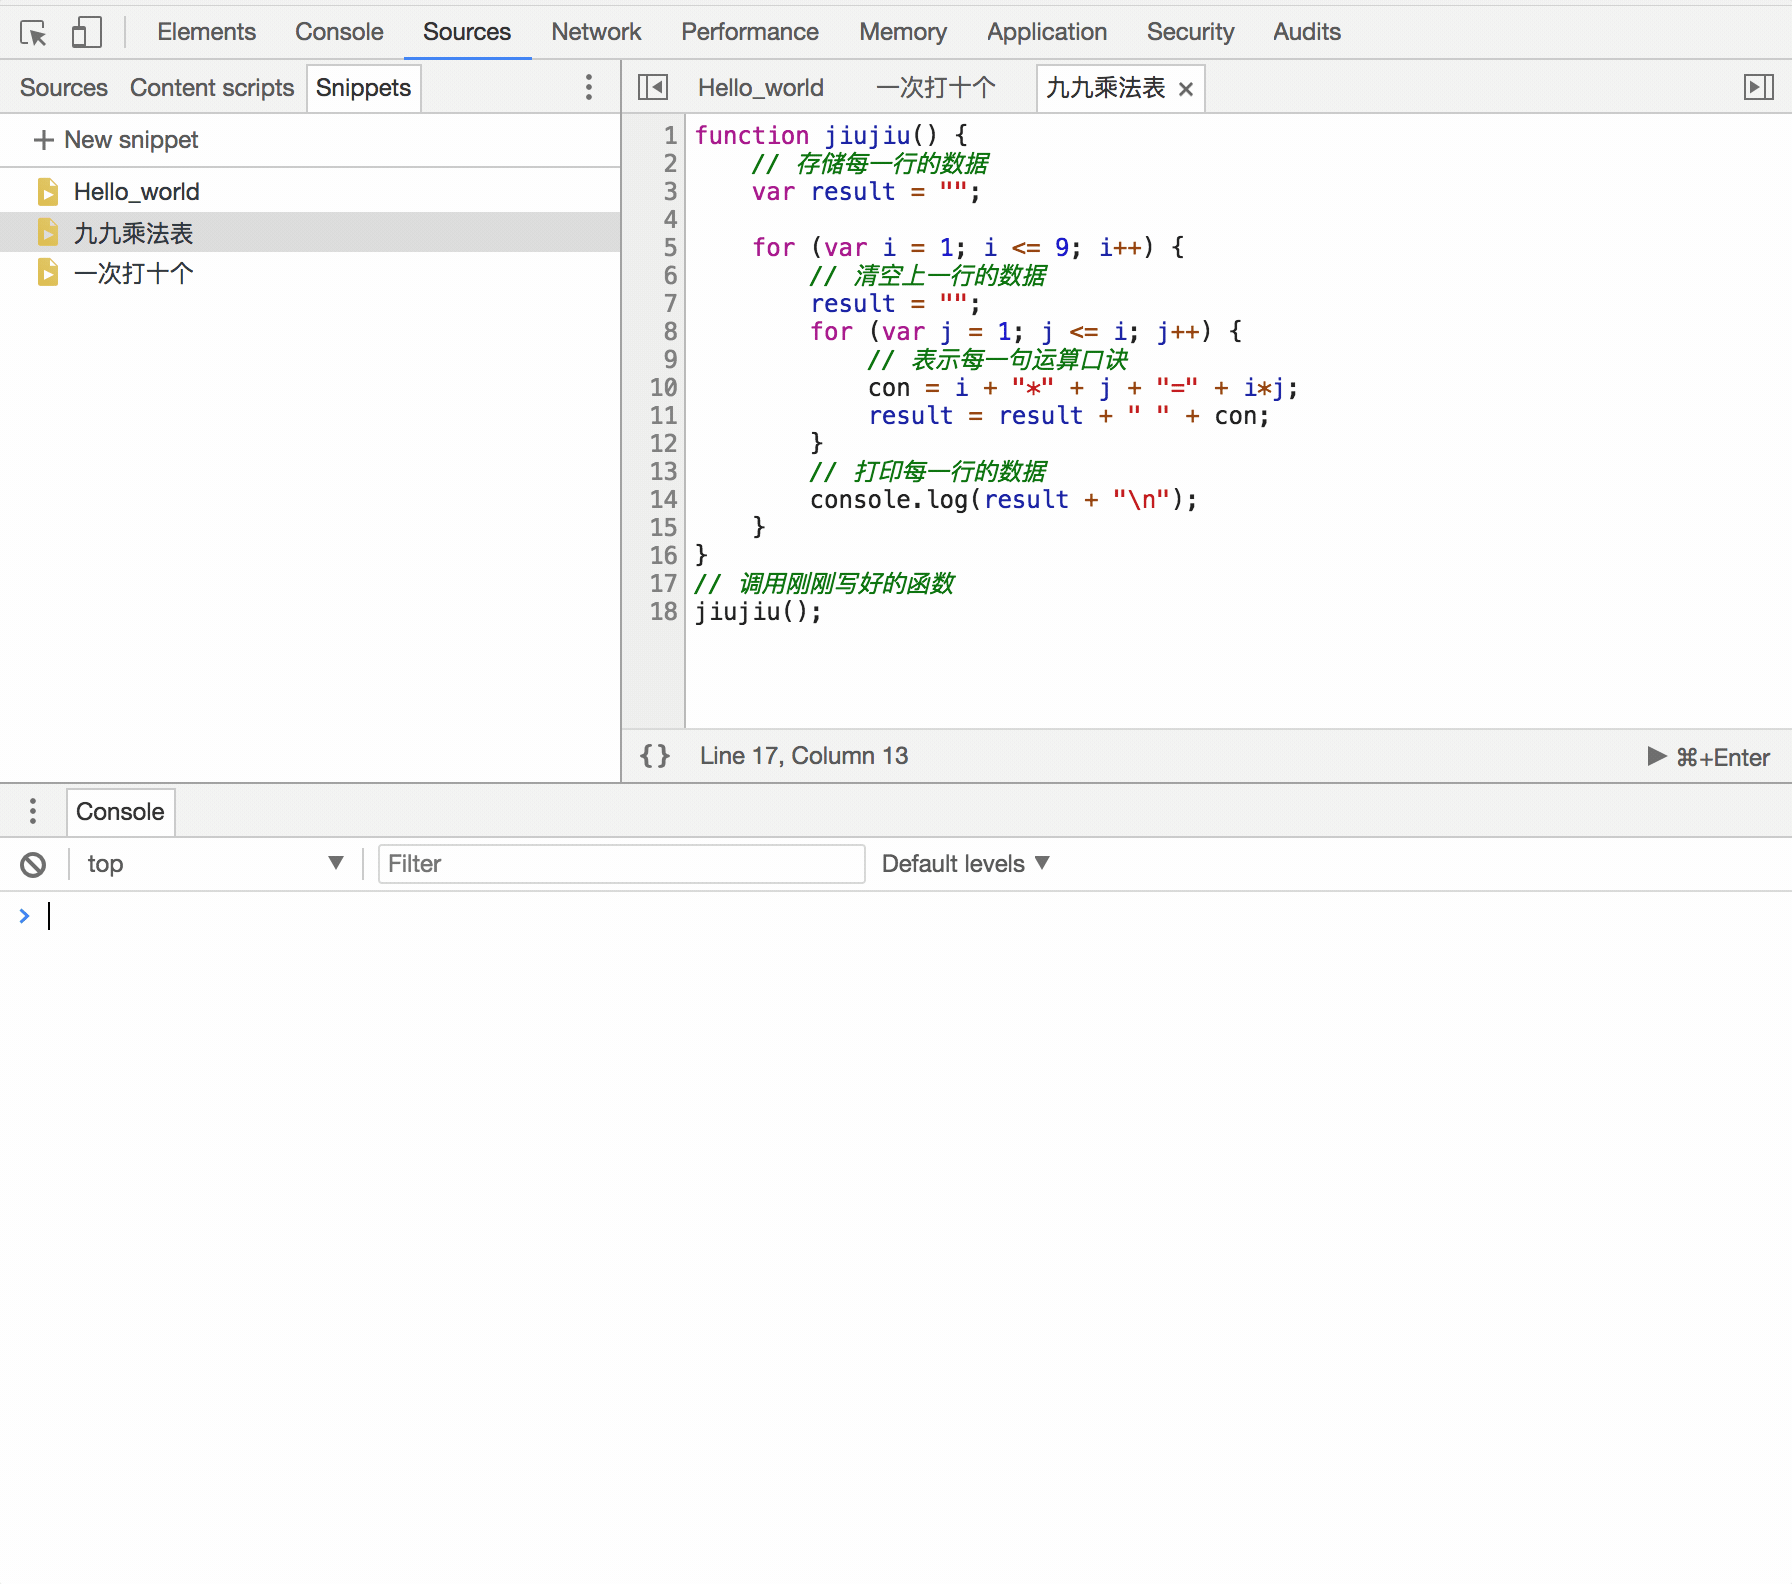 Elements Console Sources Network Performance Memory Application Security Audits
Sources Content scripts Snippets
Hello_world 一次打十个 九九乘法表 ×
+ New snippet
Hello_world
九九乘法表
一次打十个
1 function jiujiu() {
2 // 存储每一行的数据
3 var result = "";
4
5 for (var i = 1; i <= 9; i++) {
6 // 清空上一行的数据
7 result = "";
8 for (var j = 1; j <= i; j++) {
9 // 表示每一句运算口诀
10 con = i + "*" + j + "=" + i*j;
11 result = result + " " + con;
12 }
13 // 打印每一行的数据
14 console.log(result + "\n");
15 }
16 }
17 // 调用刚刚写好的函数
18 jiujiu();
{} Line 17, Column 13 ⌘+Enter
Console
top Filter Default levels